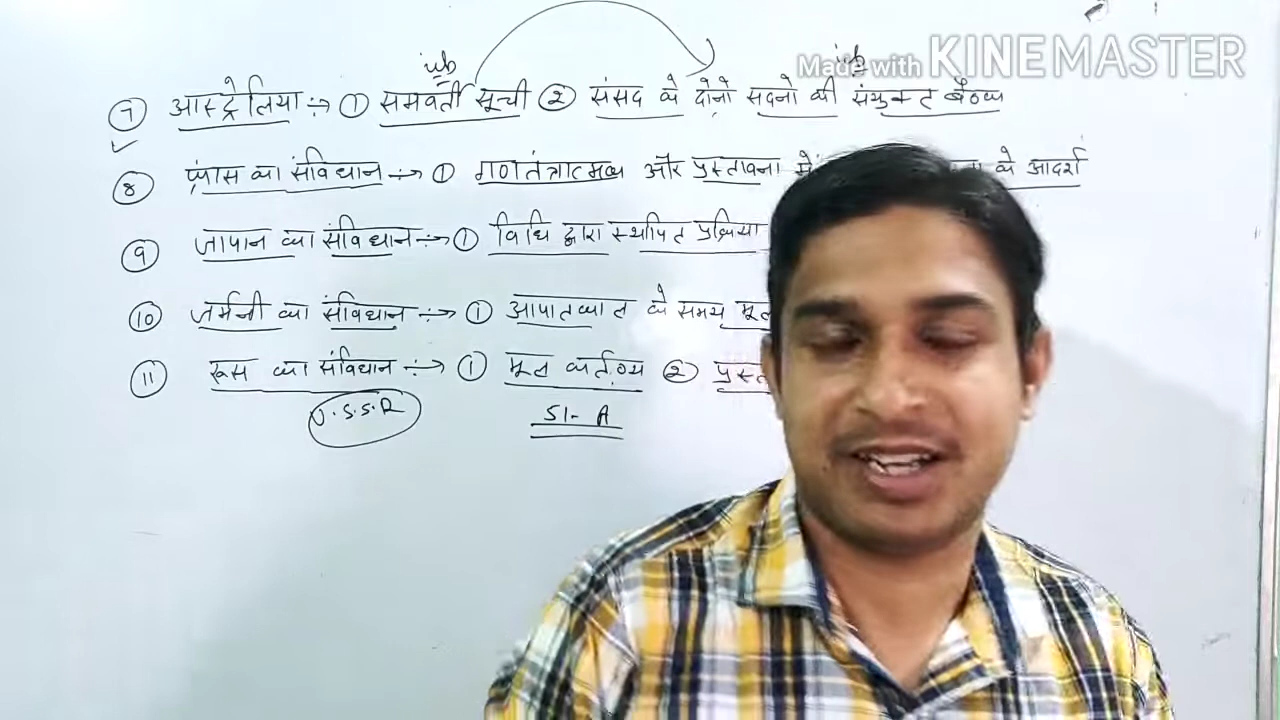 Made with KINEMASTER
7 आस्ट्रेलिया :→ 1 समवर्ती सूची 2 संसद के दोनो सदनो की संयुक्त बैठक
8 फ्रांस का संविधान :→ 1 गणतंत्रात्मक और प्रस्तावना में के आदर्श
9 जापान का संविधान :→ 1 विधि द्वारा स्थापित प्रक्रिया
10 जर्मनी का संविधान :→ 1 आपातकाल के समय मूल
11 रूस का संविधान :→ 1 मूल कर्तव्य 2 प्रस्त
U.S.S.R 51- A